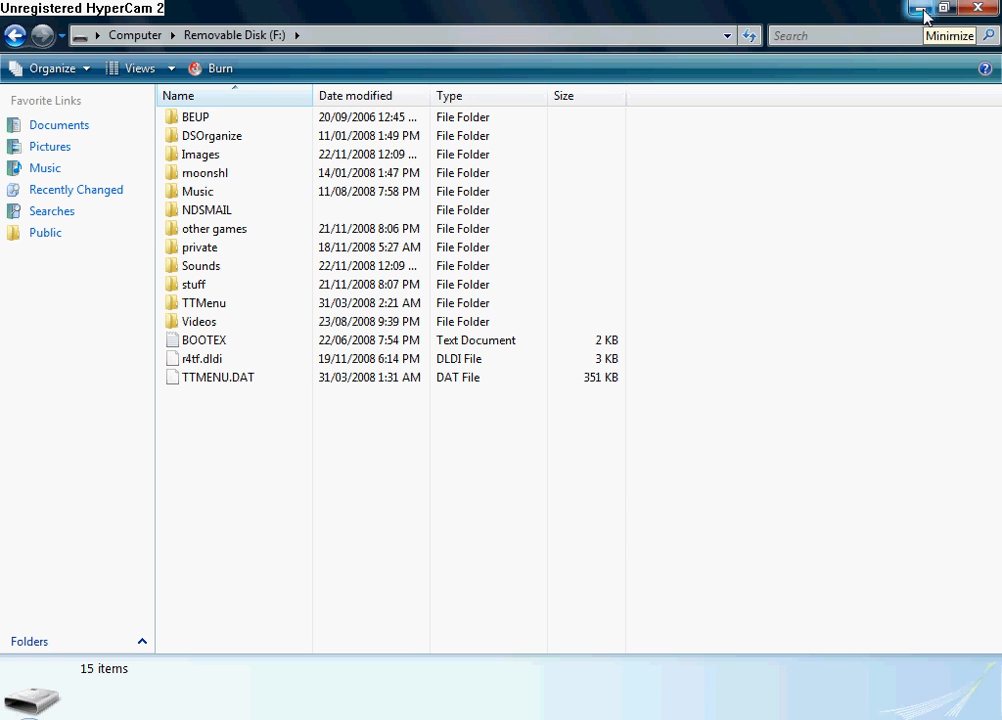 Unregistered HyperCam 2
Computer Removable Disk (F:) Search Minimize
Organize Views Burn
Favorite Links Name Date modified Type Size
Documents BEUP 20/09/2006 12:45 ... File Folder
DSOrganize 11/01/2008 1:49 PM File Folder
Pictures Images 22/11/2008 12:09 ... File Folder
Music moonshl 14/01/2008 1:47 PM File Folder
Recently Changed Music 11/08/2008 7:58 PM File Folder
Searches NDSMAIL File Folder
Public other games 21/11/2008 8:06 PM File Folder
private 18/11/2008 5:27 AM File Folder
Sounds 22/11/2008 12:09 ... File Folder
stuff 21/11/2008 8:07 PM File Folder
TTMenu 31/03/2008 2:21 AM File Folder
Videos 23/08/2008 9:39 PM File Folder
BOOTEX 22/06/2008 7:54 PM Text Document 2 KB
r4tf.dldi 19/11/2008 6:14 PM DLDI File 3 KB
TTMENU.DAT 31/03/2008 1:31 AM DAT File 351 KB
Folders
15 items